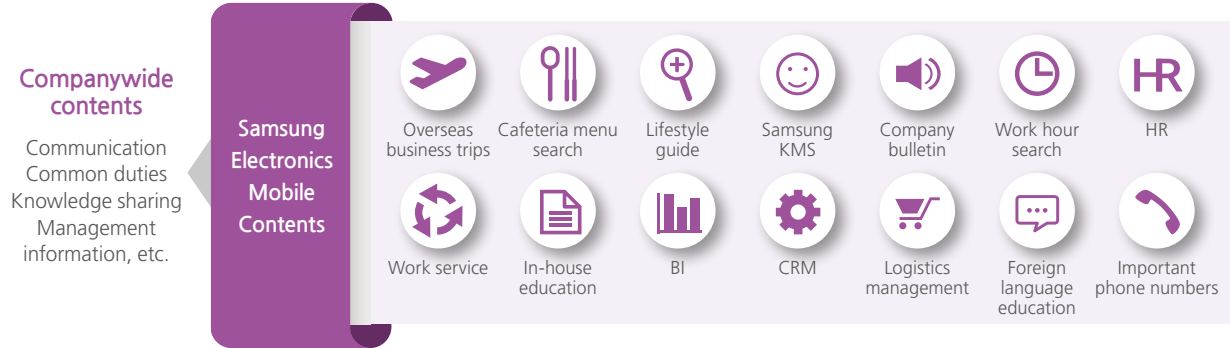 Companywide
contents
Communication
Common duties
Knowledge sharing
Management
information, etc.
Samsung
Electronics
Mobile
Contents
Overseas
business trips
Cafeteria menu
search
Lifestyle
guide
Samsung
KMS
Company
bulletin
Work hour
search
HR
HR
Work service
In-house
education
BI
CRM
Logistics
management
Foreign
language
education
Important
phone numbers